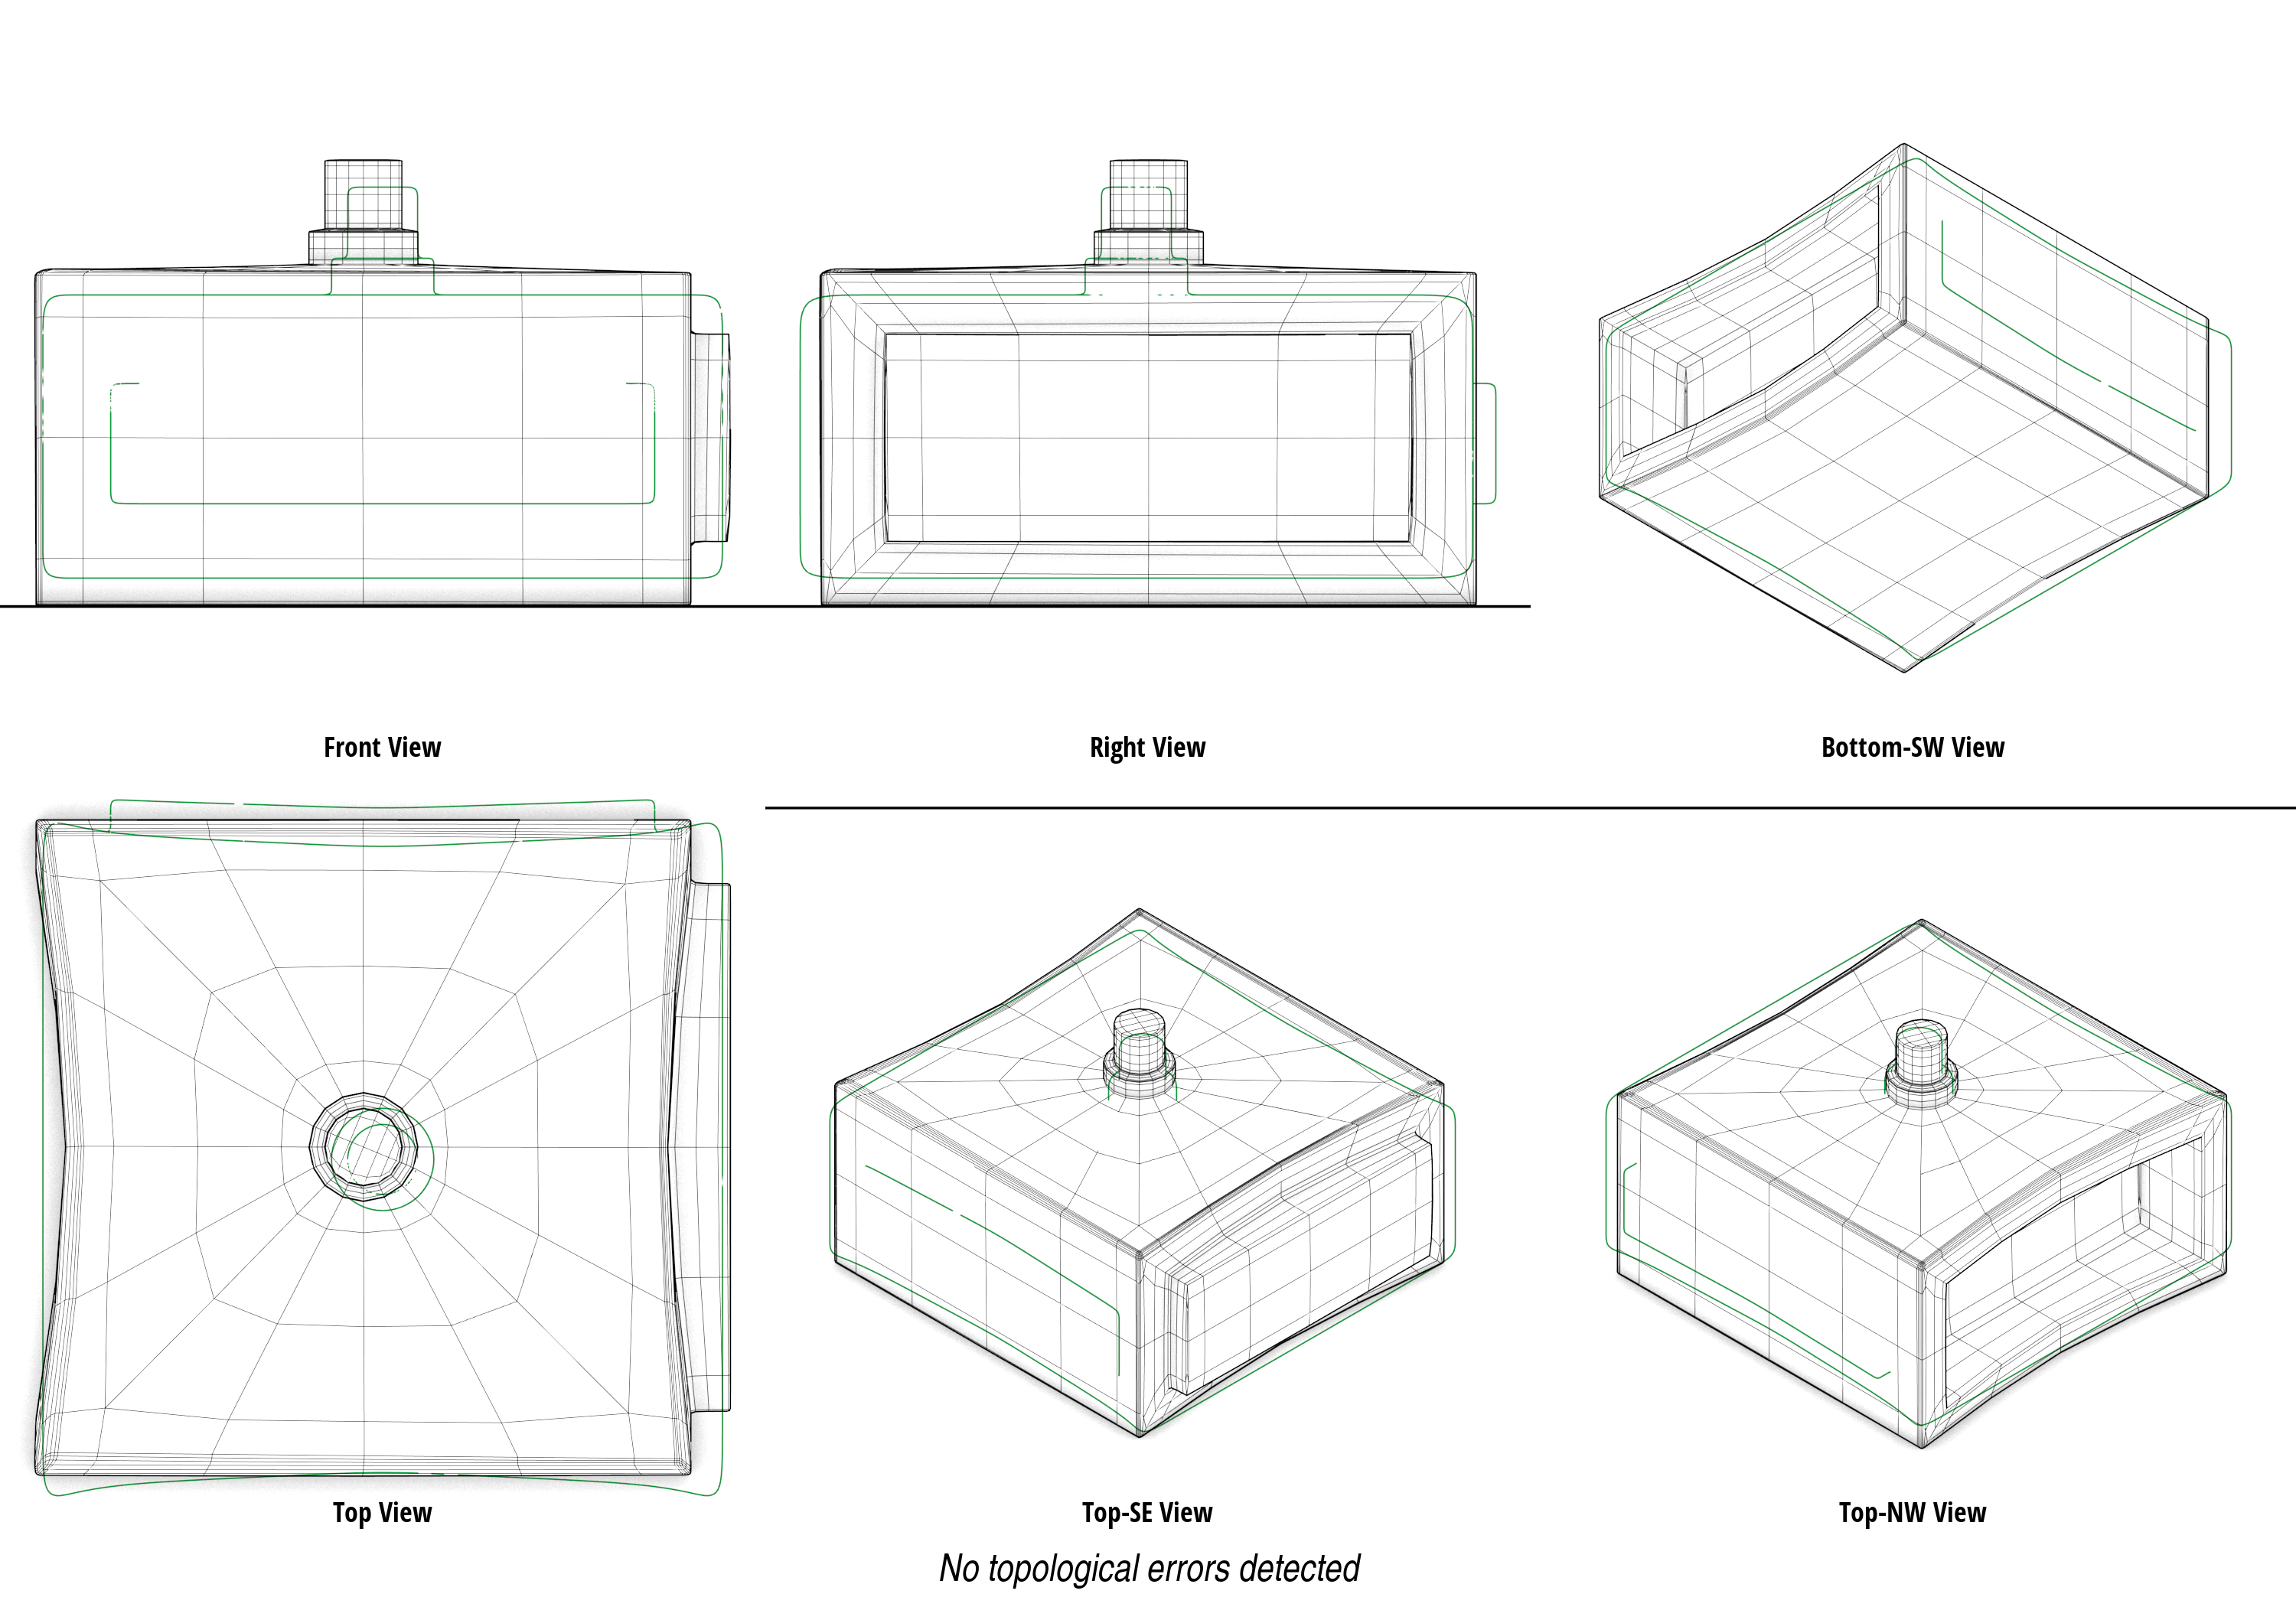 Front View
Right View
Bottom-SW View
Top View
Top-SE View
Top-NW View
No topological errors detected